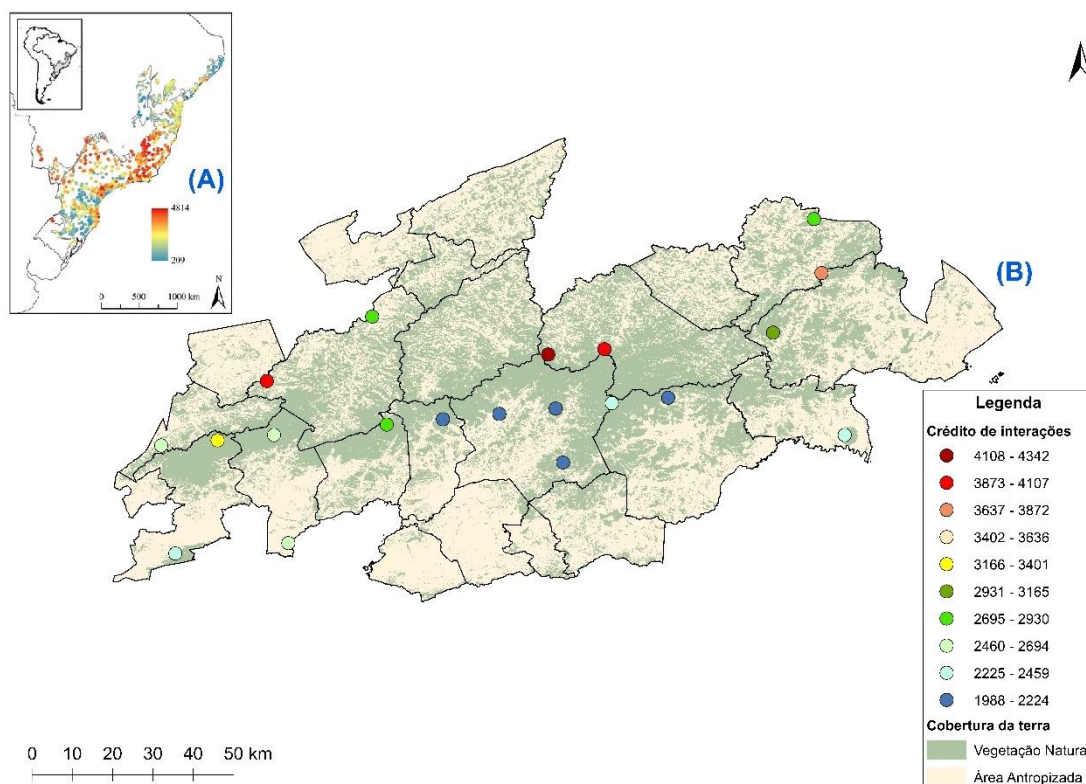 (A)
4814
209
N
0 500 1000 km
(B)
Legenda
Crédito de interações
4108 - 4342
3873 - 4107
3637 - 3872
3402 - 3636
3166 - 3401
2931 - 3165
2695 - 2930
2460 - 2694
2225 - 2459
1988 - 2224
Cobertura da terra
Vegetação Natura
Área Antropizada
0 10 20 30 40 50 km